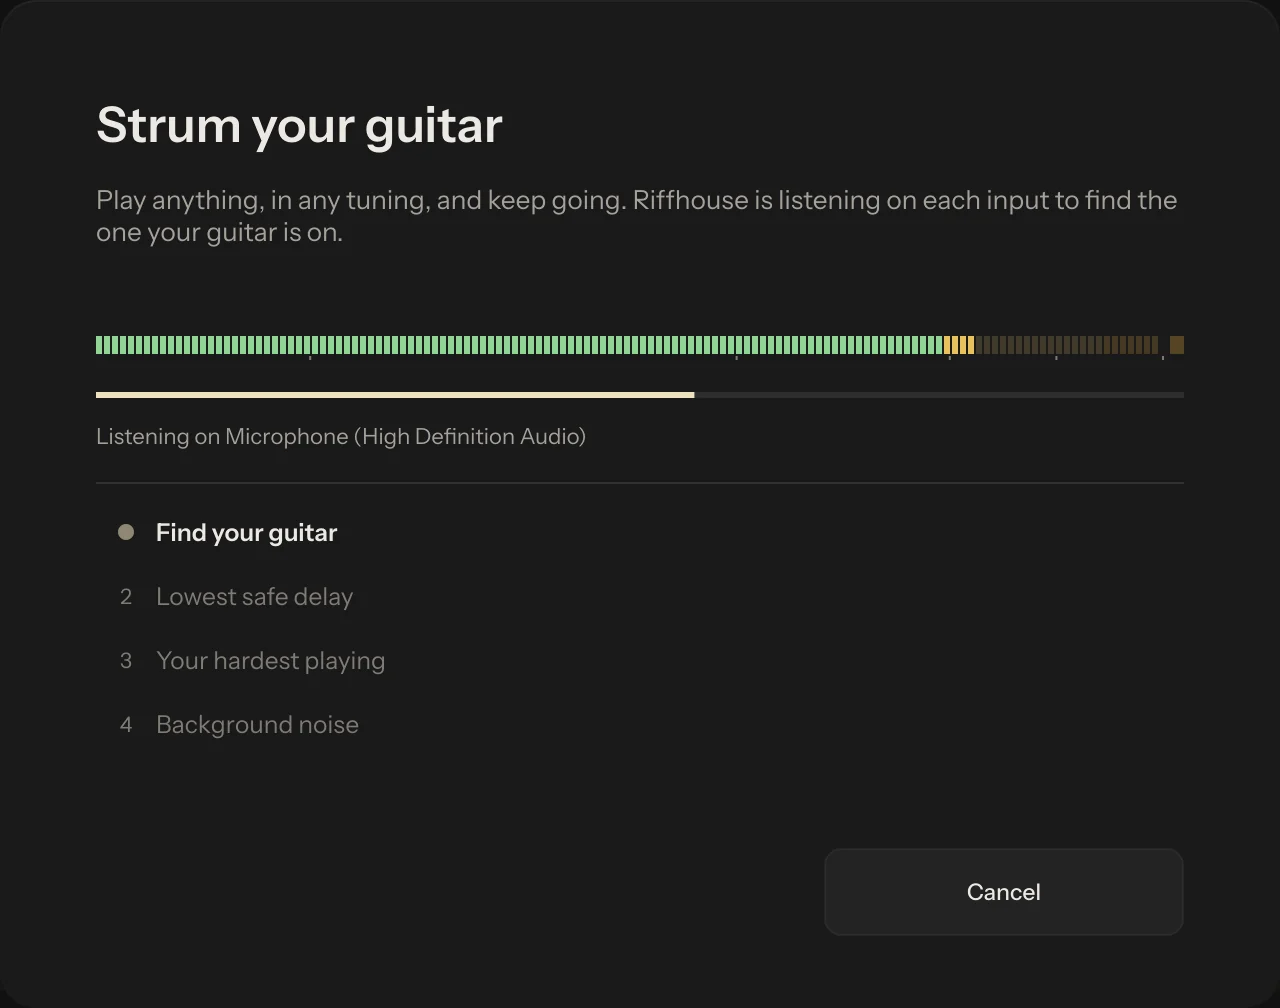 Strum your guitar
Play anything, in any tuning, and keep going. Riffhouse is listening on each input to find the
one your guitar is on.
Listening on Microphone (High Definition Audio)
Find your guitar
2 Lowest safe delay
3 Your hardest playing
4 Background noise
Cancel